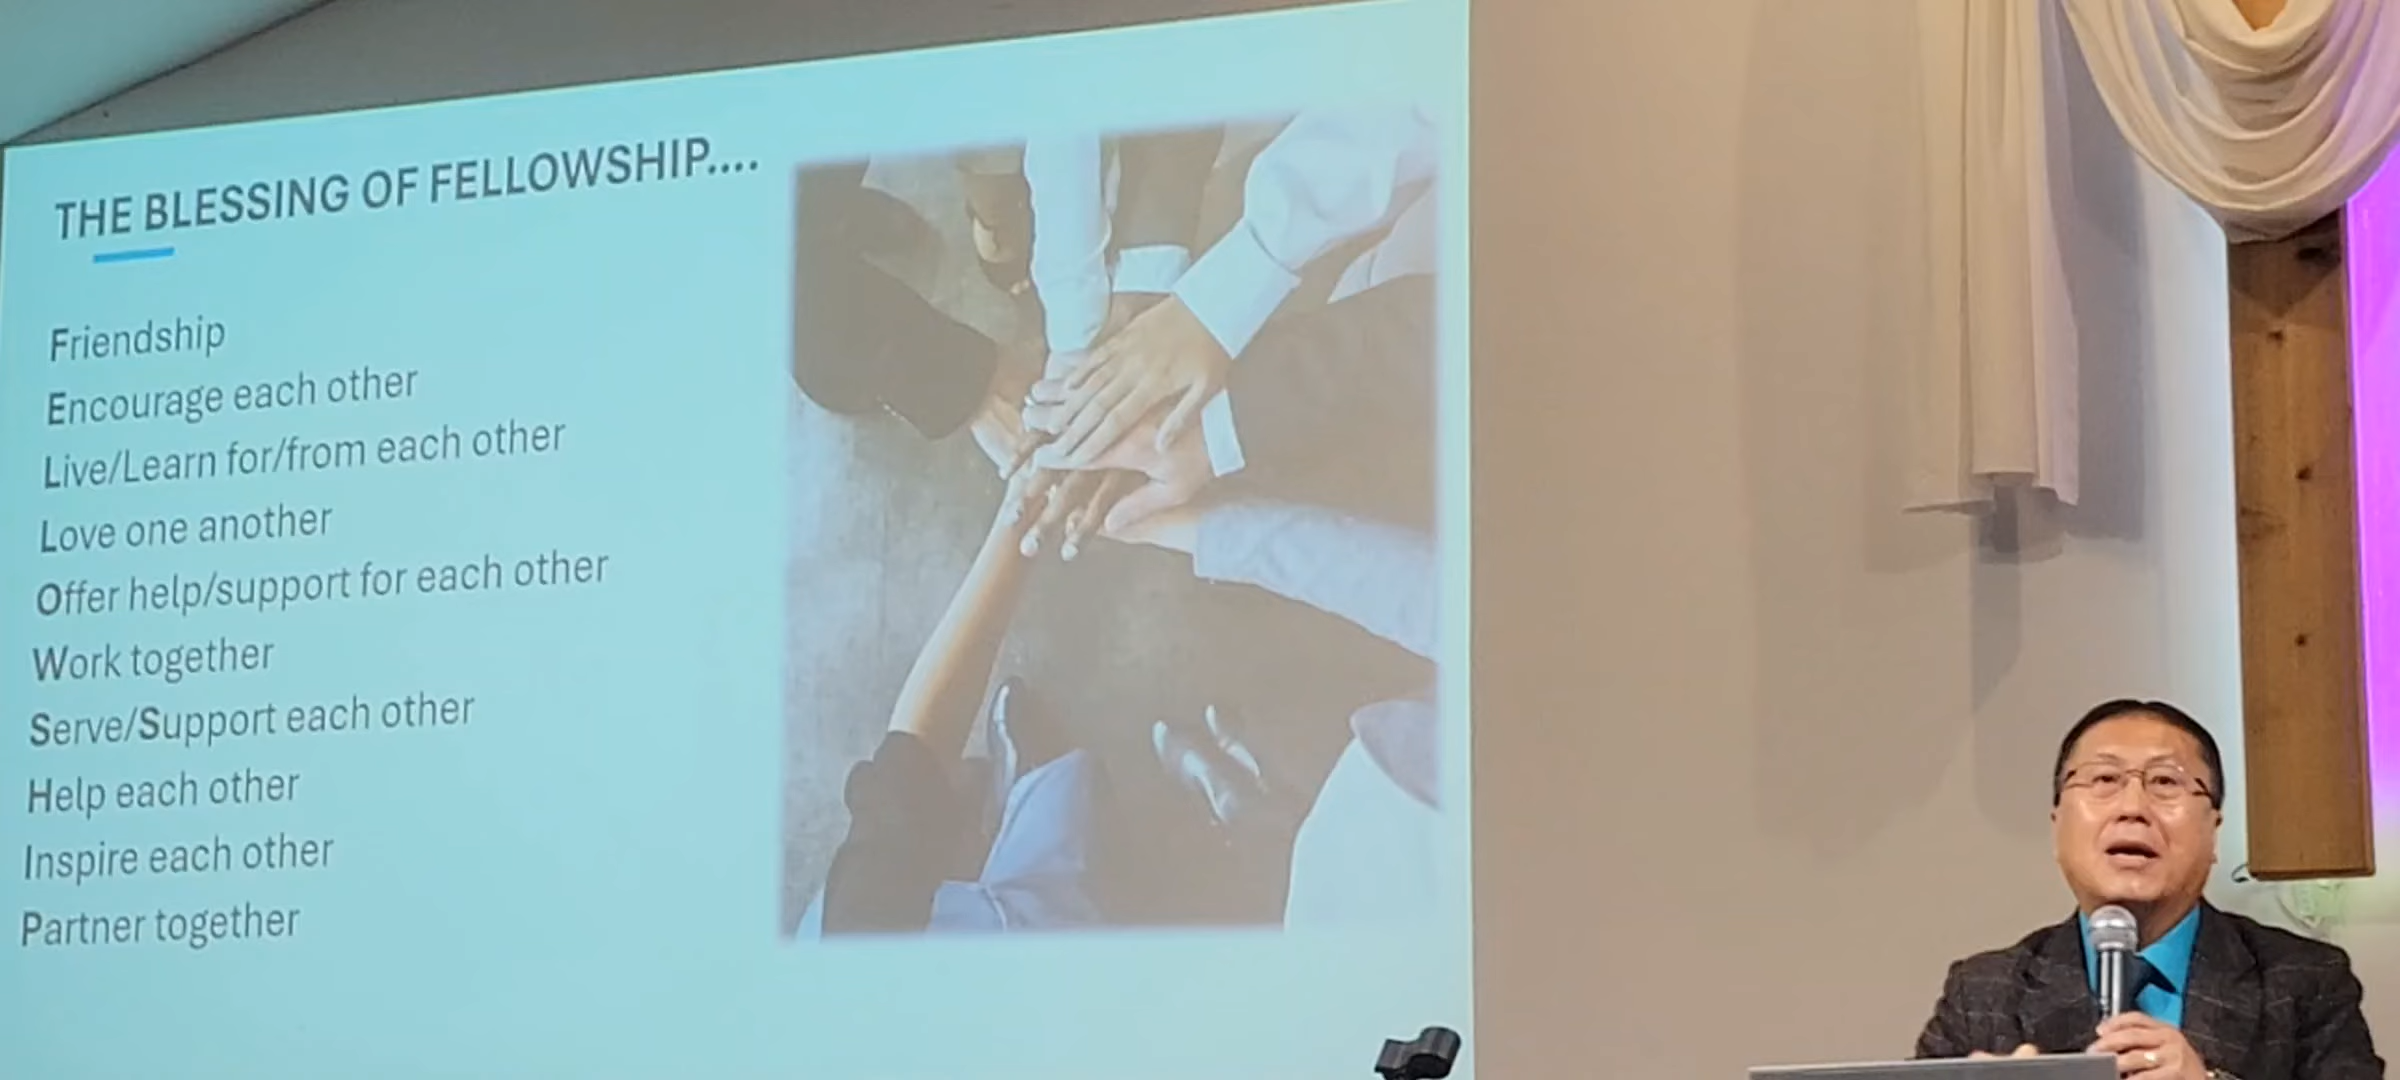 THE BLESSING OF FELLOWSHIP....
Friendship
Encourage each other
Live/Learn for/from each other
Love one another
Offer help/support for each other
Work together
Serve/Support each other
Help each other
Inspire each other
Partner together